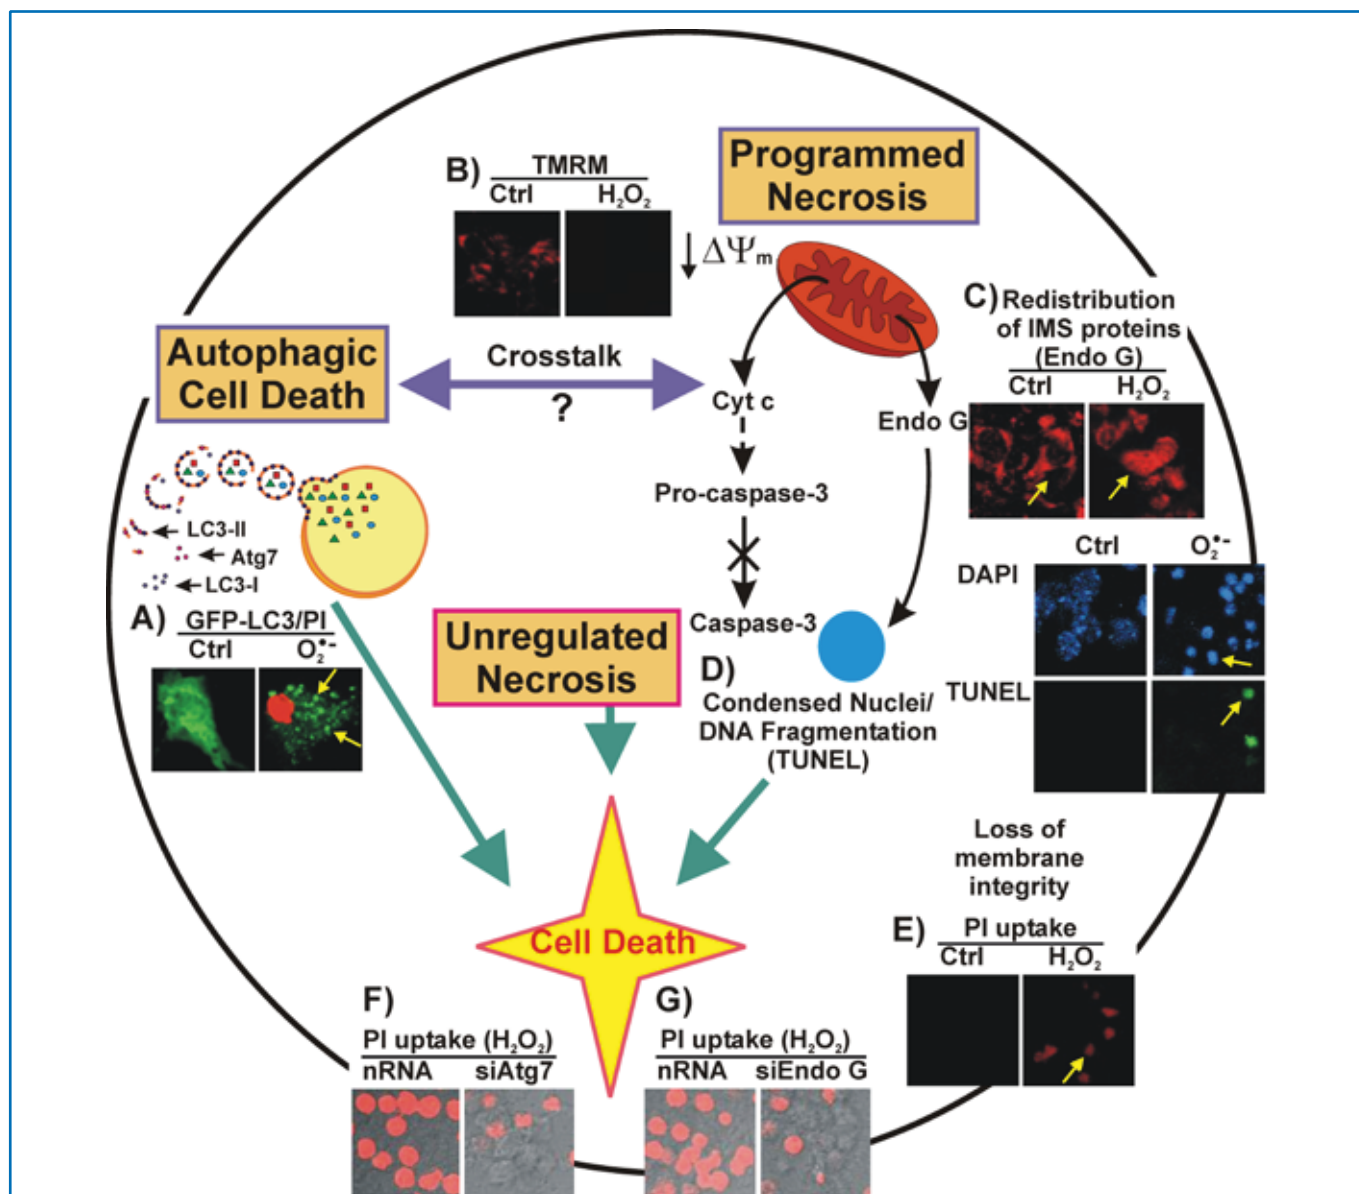 Programmed
Necrosis
B)
TMRM
Ctrl H₂O₂
↓ΔΨm
C) Redistribution
of IMS proteins
(Endo G)
Ctrl H₂O₂
Autophagic
Cell Death
Crosstalk
?
Cyt c
Endo G
Pro-caspase-3
Caspase-3
LC3-II
Atg7
LC3-I
A)
GFP-LC3/PI
Ctrl O₂•-
Unregulated
Necrosis
D)
Condensed Nuclei/
DNA Fragmentation
(TUNEL)
Ctrl O₂•-
DAPI
TUNEL
Loss of
membrane
integrity
E) PI uptake
Ctrl H₂O₂
Cell Death
F)
PI uptake (H₂O₂)
nRNA siAtg7
G)
PI uptake (H₂O₂)
nRNA siEndo G